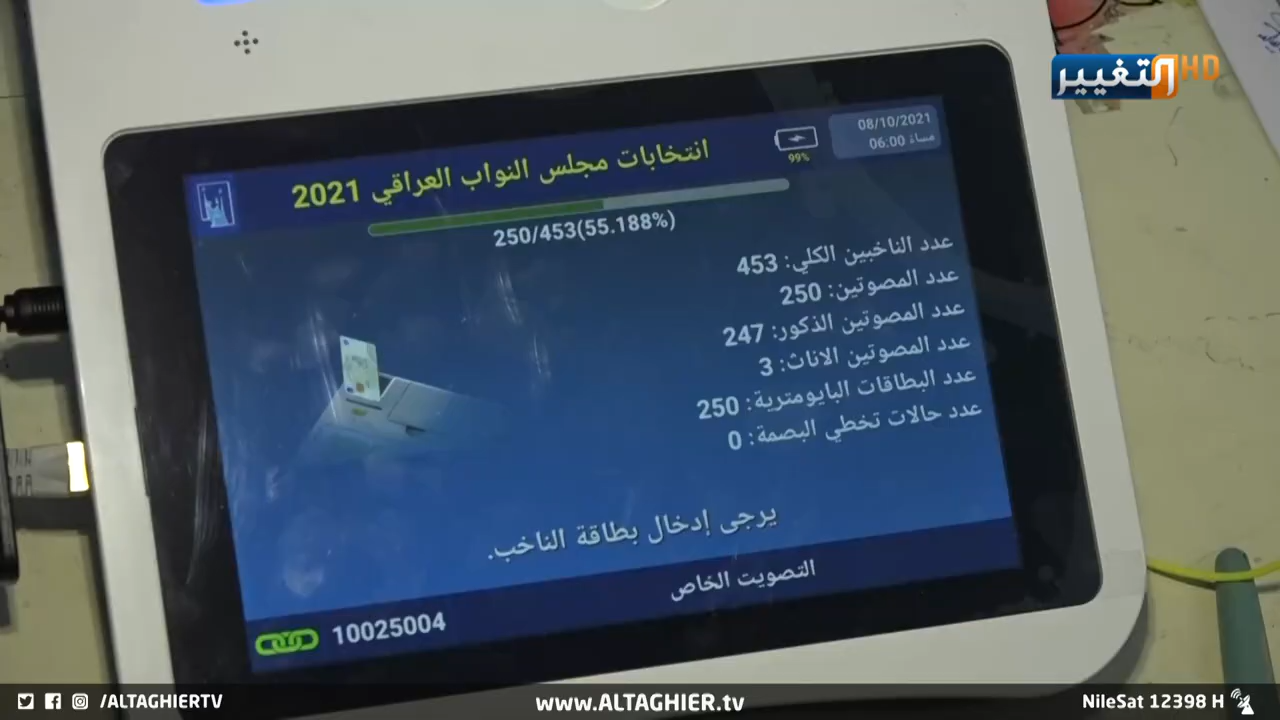 التغيير HD
08/10/2021
06:00 مساءً
99%
انتخابات مجلس النواب العراقي 2021
250/453(55.188%)
عدد الناخبين الكلي: 453
عدد المصوتين: 250
عدد المصوتين الذكور: 247
عدد المصوتين الاناث: 3
عدد البطاقات البايومترية: 250
عدد حالات تخطي البصمة: 0
يرجى إدخال بطاقة الناخب.
التصويت الخاص
10025004
/ALTAGHIERTV
www.ALTAGHIER.tv
NileSat 12398 H